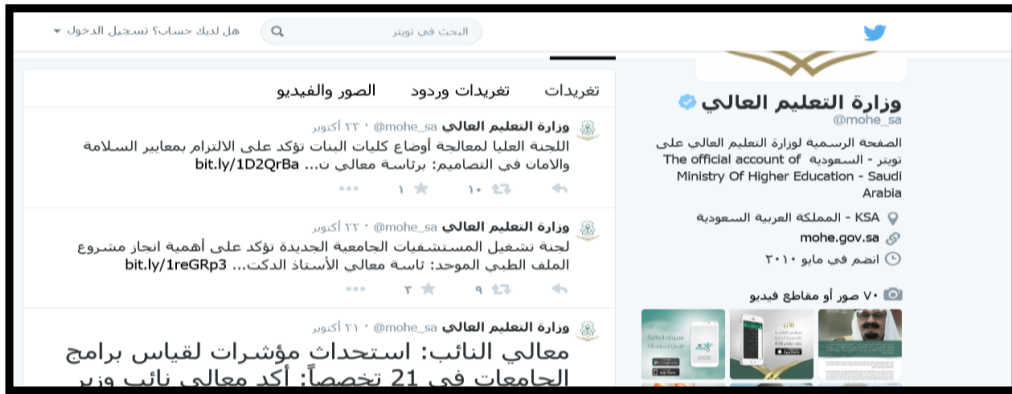 هل لديك حساب؟ تسجيل الدخول
البحث في تويتر
وزارة التعليم العالي
@mohe_sa
الصفحة الرسمية لوزارة التعليم العالي على
تويتر - السعودية The official account of
Ministry Of Higher Education - Saudi
Arabia
KSA - المملكة العربية السعودية
mohe.gov.sa
انضم في مايو ٢٠١٠
٧٠ صور أو مقاطع فيديو
الآن
تغريدات تغريدات وردود الصور والفيديو
وزارة التعليم العالي @mohe_sa · ٢٣ أكتوبر
اللجنة العليا لمعالجة أوضاع كليات البنات تؤكد على الالتزام بمعايير السلامة
والامات في التصاميم: برئاسة معالي ن... bit.ly/1D2QrBa
١٠ ١
وزارة التعليم العالي @mohe_sa · ٢٢ أكتوبر
لجنة تشغيل المستشفيات الجامعية الجديدة تؤكد على أهمية انجاز مشروع
الملف الطبي الموحد: ئاسة معالي الأستاذ الدكت... bit.ly/1reGRp3
٩ ٣
وزارة التعليم العالي @mohe_sa · ٢١ أكتوبر
معالي النائب: استحداث مؤشرات لقياس برامج
الجامعات في 21 تخصصاً: أكد معالي نائب وزير